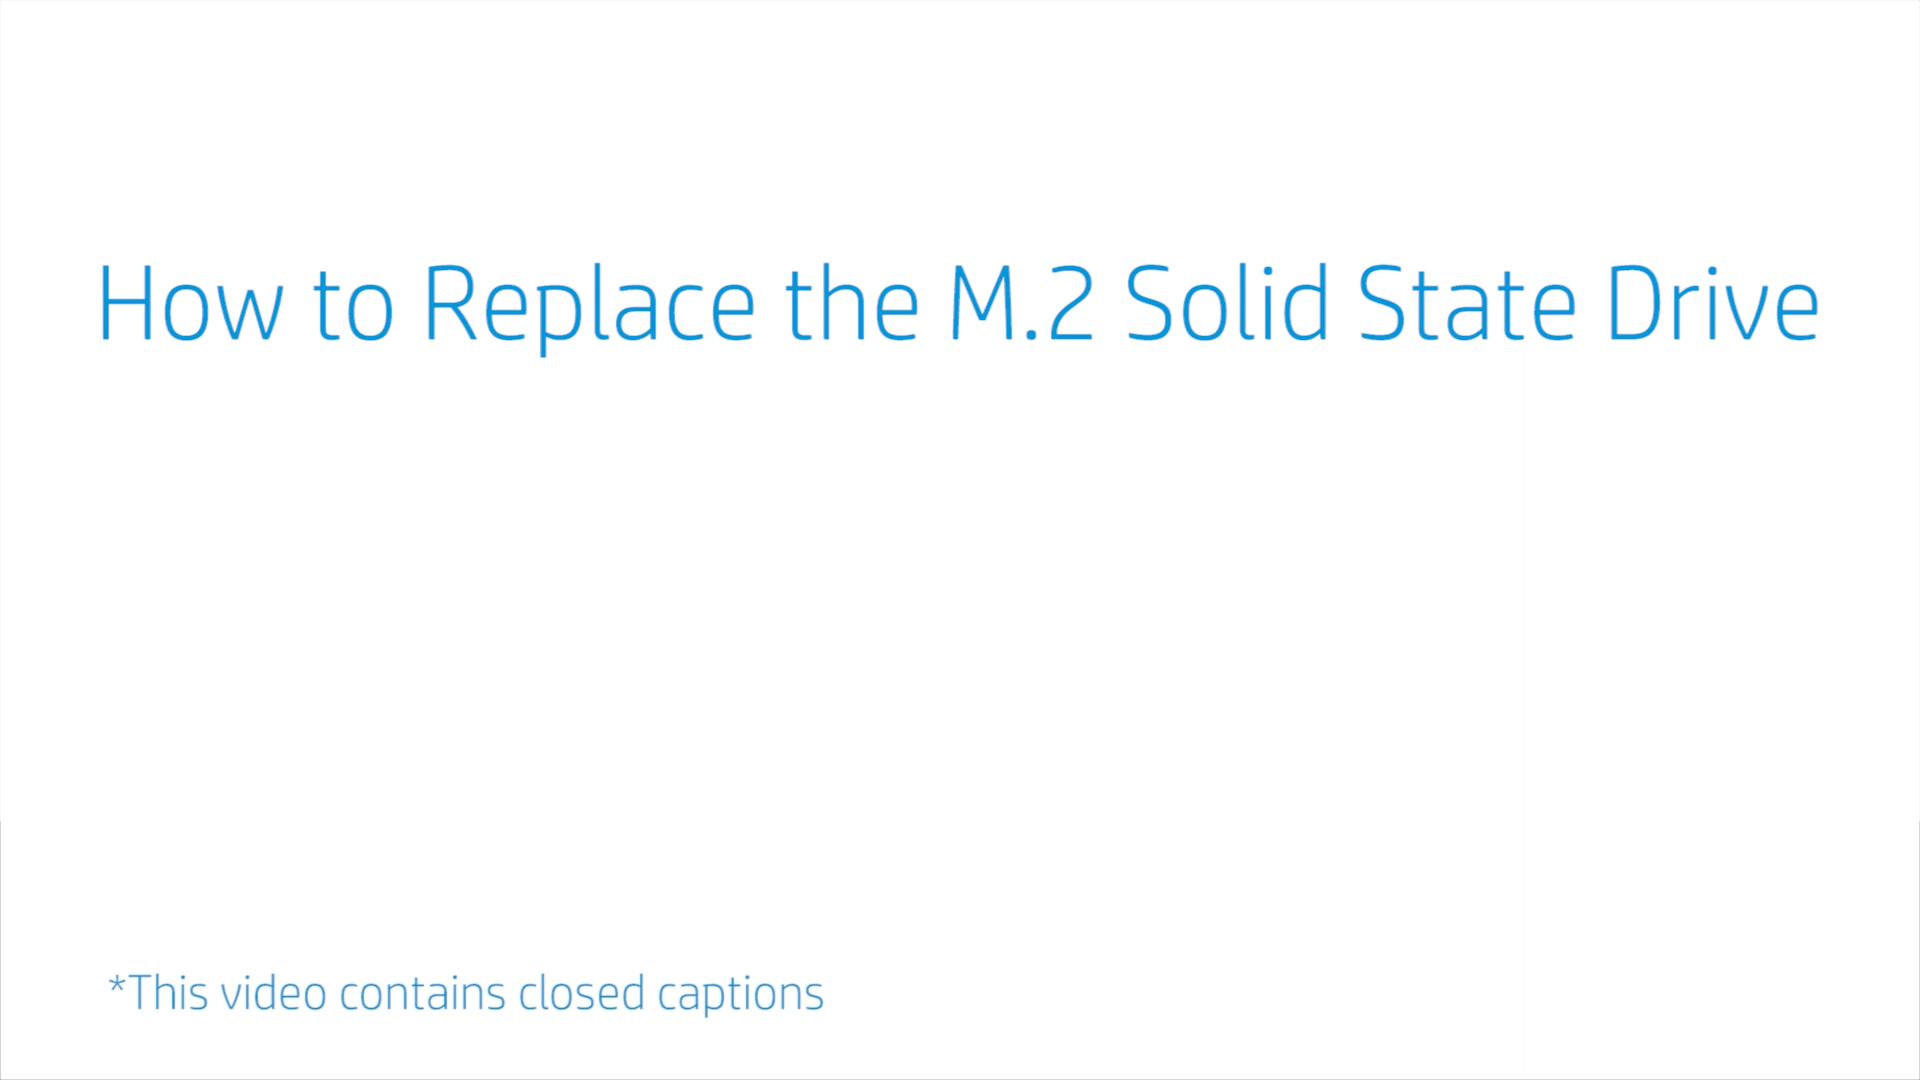 How to Replace the M.2 Solid State Drive
*This video contains closed captions